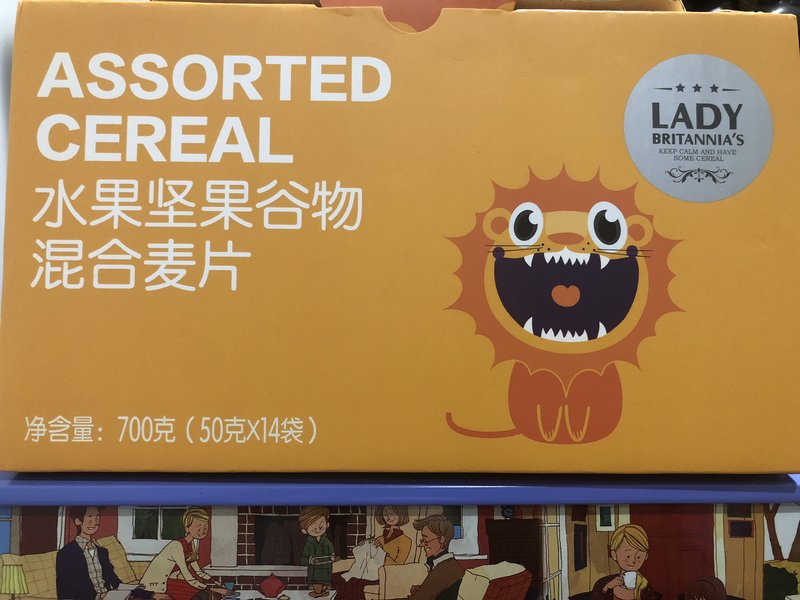 ASSORTED
CEREAL
水果坚果谷物
混合麦片
净含量：700克（50克X14袋）
LADY
BRITANNIA'S
KEEP CALM AND HAVE
SOME CEREAL